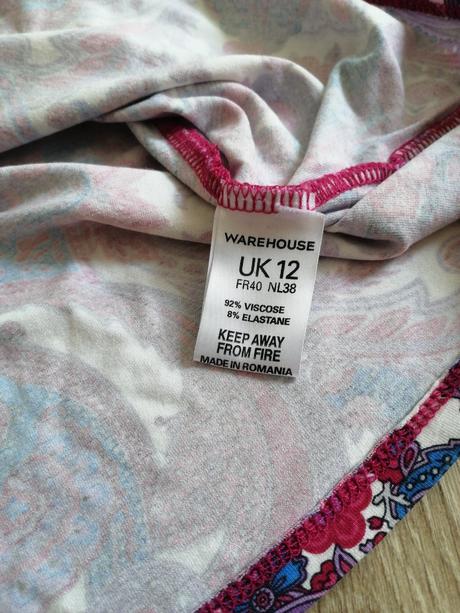 WAREHOUSE
UK 12
FR40 NL38
92% VISCOSE
8% ELASTANE
KEEP AWAY
FROM FIRE
MADE IN ROMANIA